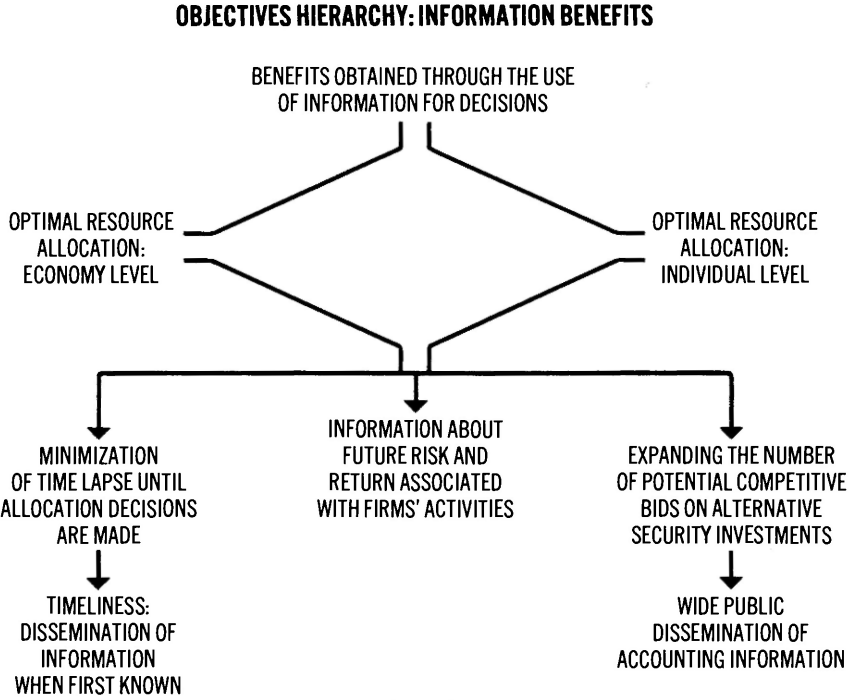 OBJECTIVES HIERARCHY: INFORMATION BENEFITS
BENEFITS OBTAINED THROUGH THE USE
OF INFORMATION FOR DECISIONS
OPTIMAL RESOURCE
ALLOCATION:
ECONOMY LEVEL
OPTIMAL RESOURCE
ALLOCATION:
INDIVIDUAL LEVEL
MINIMIZATION
OF TIME LAPSE UNTIL
ALLOCATION DECISIONS
ARE MADE
INFORMATION ABOUT
FUTURE RISK AND
RETURN ASSOCIATED
WITH FIRMS' ACTIVITIES
EXPANDING THE NUMBER
OF POTENTIAL COMPETITIVE
BIDS ON ALTERNATIVE
SECURITY INVESTMENTS
TIMELINESS:
DISSEMINATION OF
INFORMATION
WHEN FIRST KNOWN
WIDE PUBLIC
DISSEMINATION OF
ACCOUNTING INFORMATION